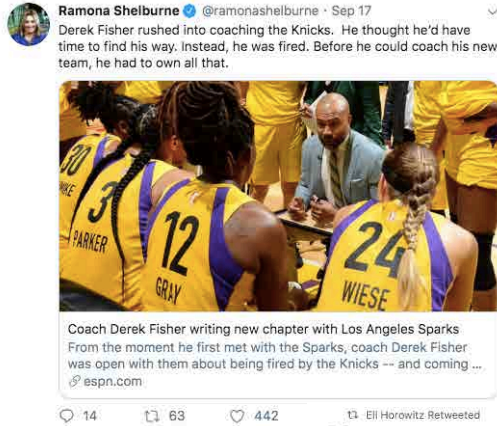 Ramona Shelburne @ramonashelburne · Sep 17
Derek Fisher rushed into coaching the Knicks. He thought he'd have
time to find his way. Instead, he was fired. Before he could coach his new
team, he had to own all that.
30
3
PARKER
12
GRAY
24
WIESE
Coach Derek Fisher writing new chapter with Los Angeles Sparks
From the moment he first met with the Sparks, coach Derek Fisher
was open with them about being fired by the Knicks -- and coming ...
espn.com
14 63 442 Eli Horowitz Retweeted